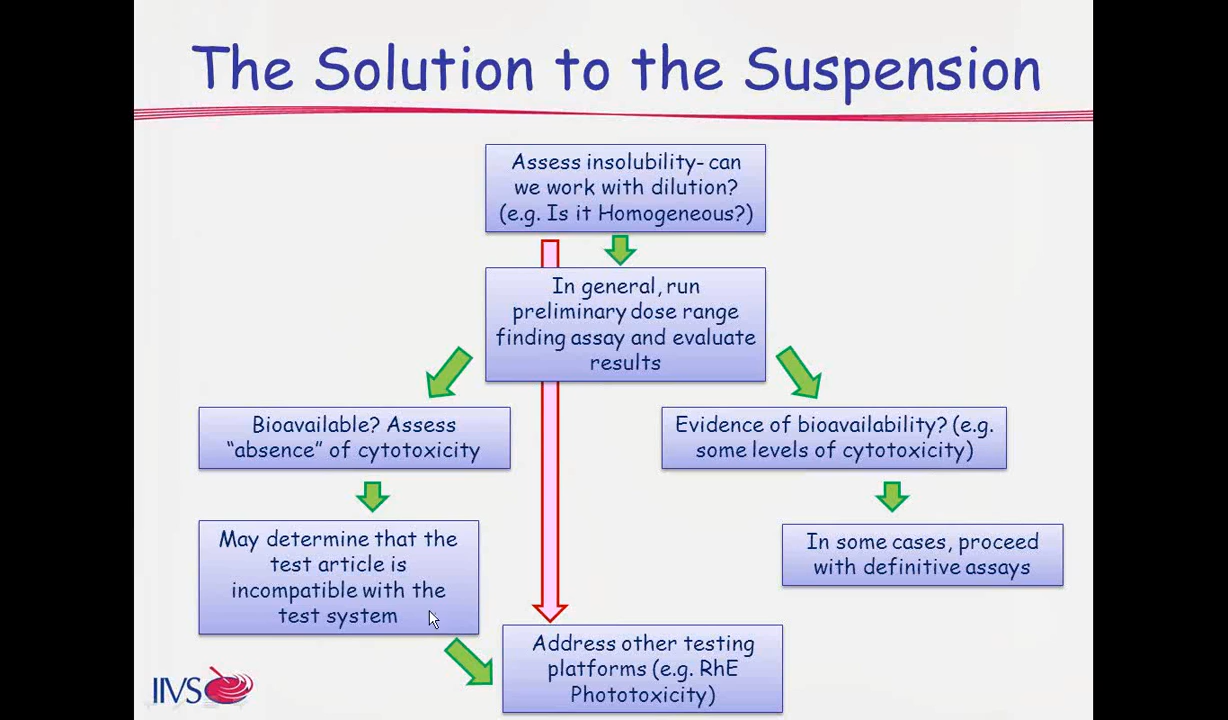 The Solution to the Suspension
Assess insolubility- can
we work with dilution?
(e.g. Is it Homogeneous?)
In general, run
preliminary dose range
finding assay and evaluate
results
Bioavailable? Assess
“absence” of cytotoxicity
Evidence of bioavailability? (e.g.
some levels of cytotoxicity)
May determine that the
test article is
incompatible with the
test system
In some cases, proceed
with definitive assays
Address other testing
platforms (e.g. RhE
Phototoxicity)
IIVS